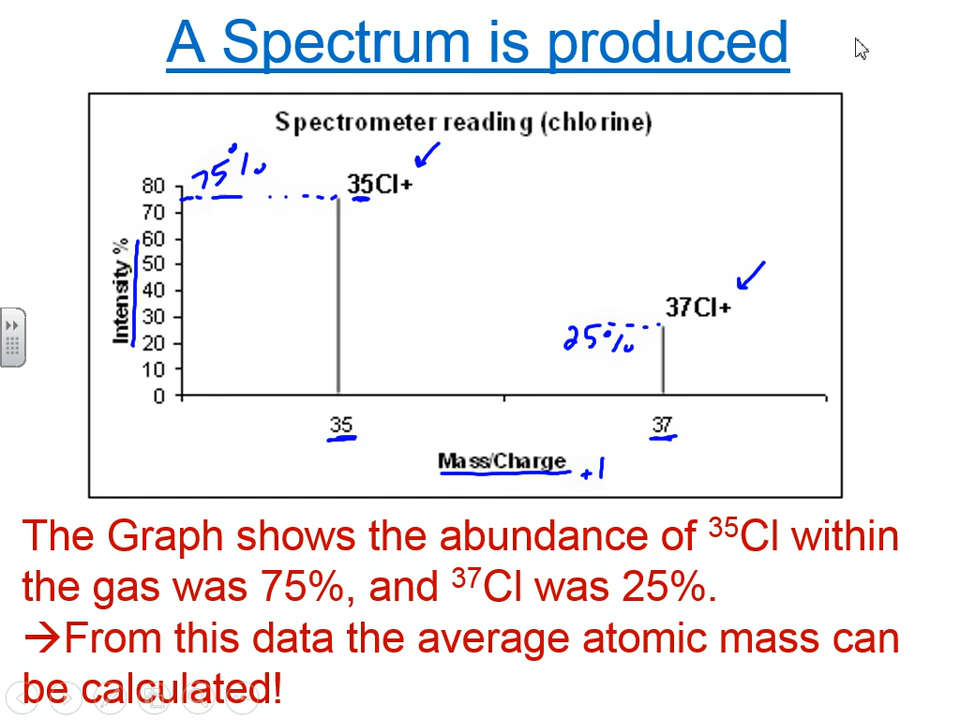 A Spectrum is produced
Spectrometer reading (chlorine)
75%
35Cl+
80
70
60
50
40
30
20
10
0
Intensity %
37Cl+
25%
35
37
Mass/Charge +1
The Graph shows the abundance of ³⁵Cl within
the gas was 75%, and ³⁷Cl was 25%.
→From this data the average atomic mass can
be calculated!